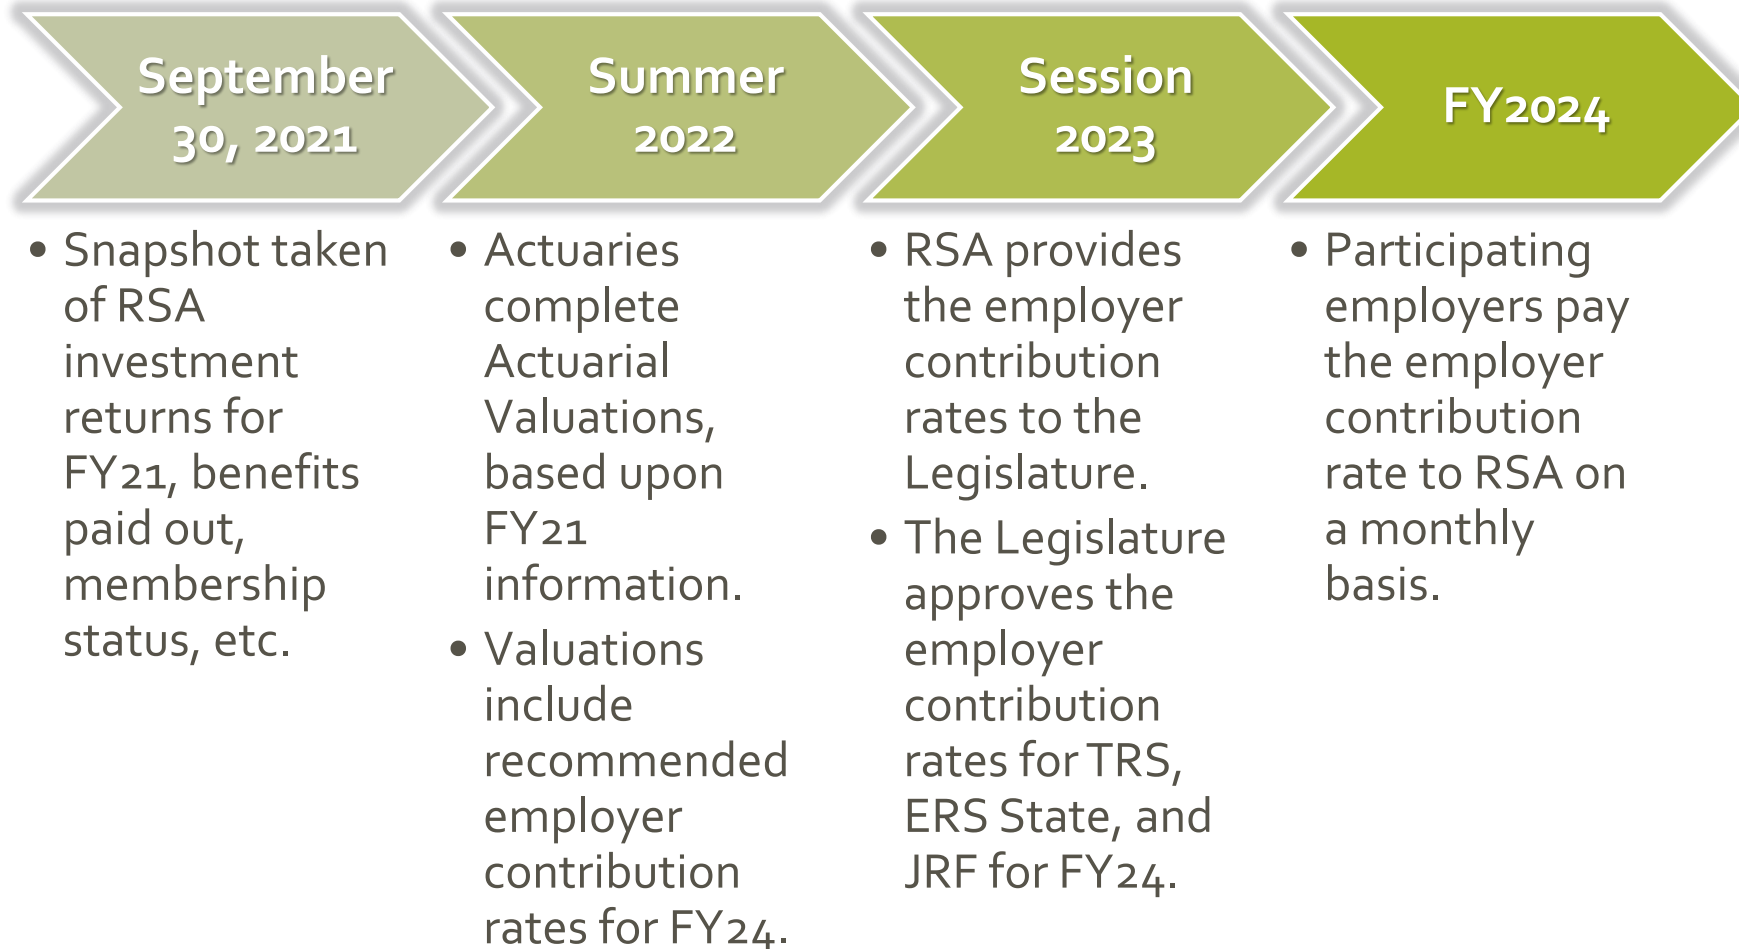 September
30, 2021
• Snapshot taken
of RSA
investment
returns for
FY21, benefits
paid out,
membership
status, etc.
Summer
2022
• Actuaries
complete
Actuarial
Valuations,
based upon
FY21
information.
• Valuations
include
recommended
employer
contribution
rates for FY24.
Session
2023
• RSA provides
the employer
contribution
rates to the
Legislature.
• The Legislature
approves the
employer
contribution
rates for TRS,
ERS State, and
JRF for FY24.
FY2024
• Participating
employers pay
the employer
contribution
rate to RSA on
a monthly
basis.